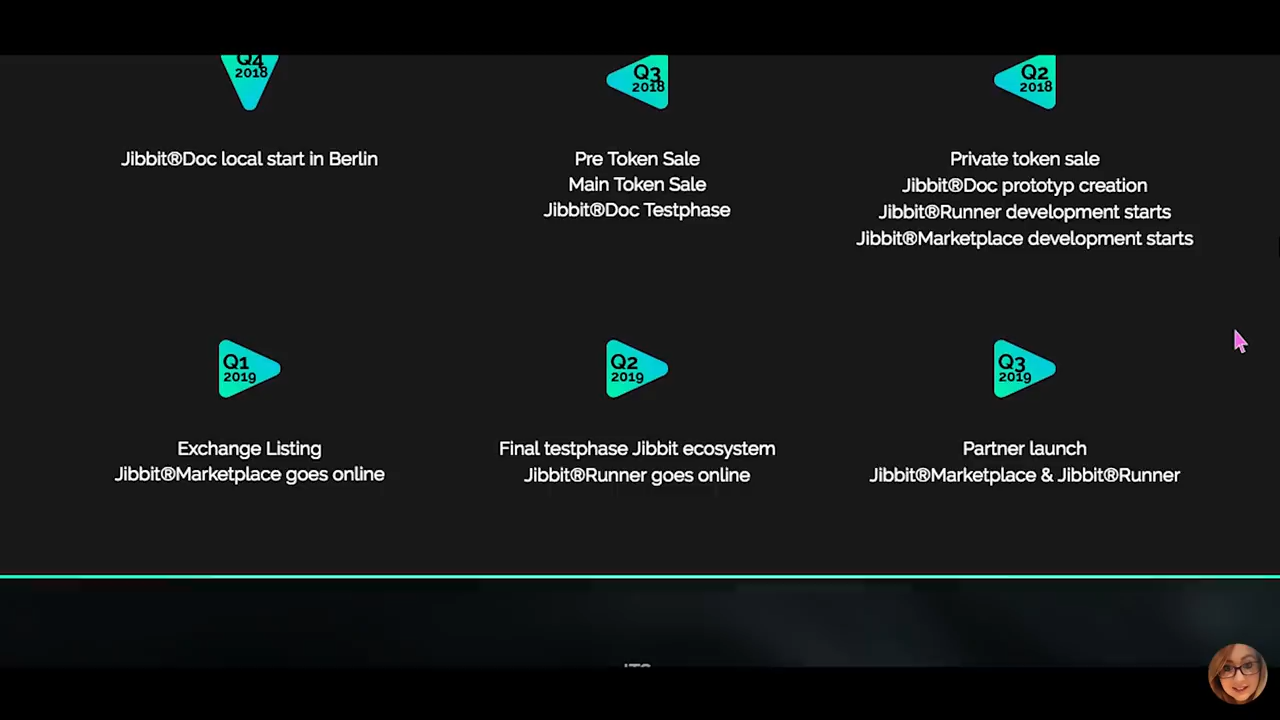 Q4
2018
Q3
2018
Q2
2018
Jibbit®Doc local start in Berlin
Pre Token Sale
Main Token Sale
Jibbit®Doc Testphase
Private token sale
Jibbit®Doc prototyp creation
Jibbit®Runner development starts
Jibbit®Marketplace development starts
Q1
2019
Q2
2019
Q3
2019
Exchange Listing
Jibbit®Marketplace goes online
Final testphase Jibbit ecosystem
Jibbit®Runner goes online
Partner launch
Jibbit®Marketplace & Jibbit®Runner